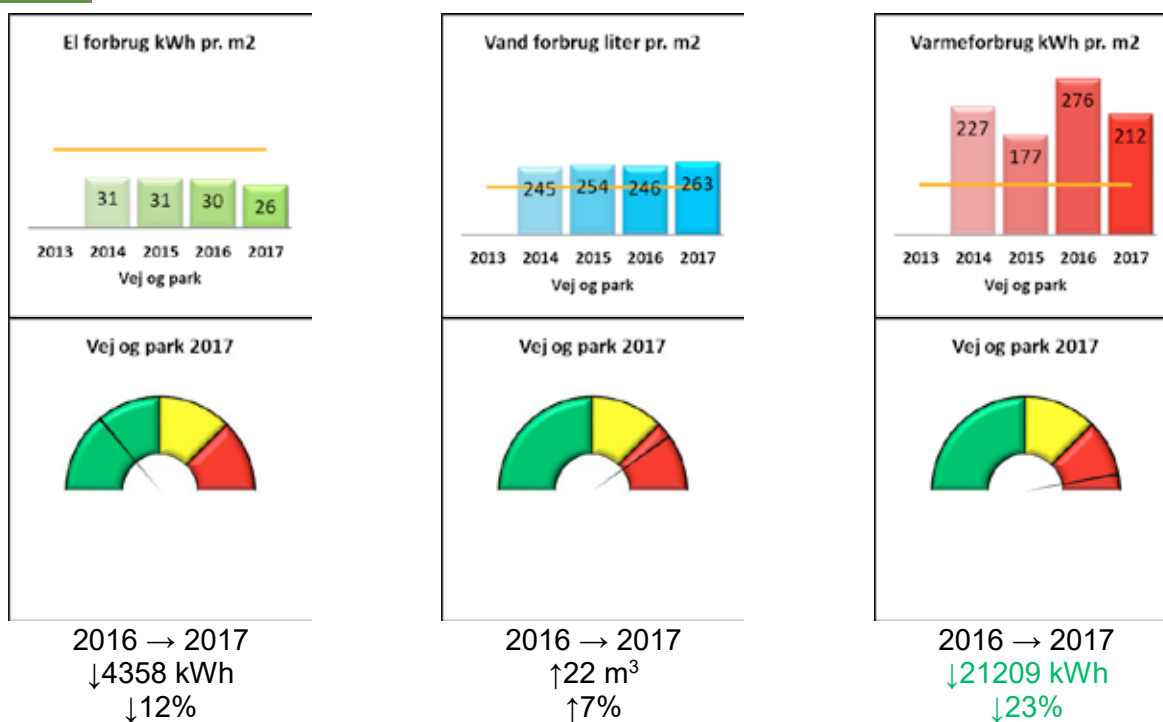 El forbrug kWh pr. m2
31 31 30 26
2013 2014 2015 2016 2017
Vej og park
Vej og park 2017
2016 → 2017
↓4358 kWh
↓12%
Vand forbrug liter pr. m2
245 254 246 263
2013 2014 2015 2016 2017
Vej og park
Vej og park 2017
2016 → 2017
↑22 m³
↑7%
Varmeforbrug kWh pr. m2
227 177 276 212
2013 2014 2015 2016 2017
Vej og park
Vej og park 2017
2016 → 2017
↓21209 kWh
↓23%